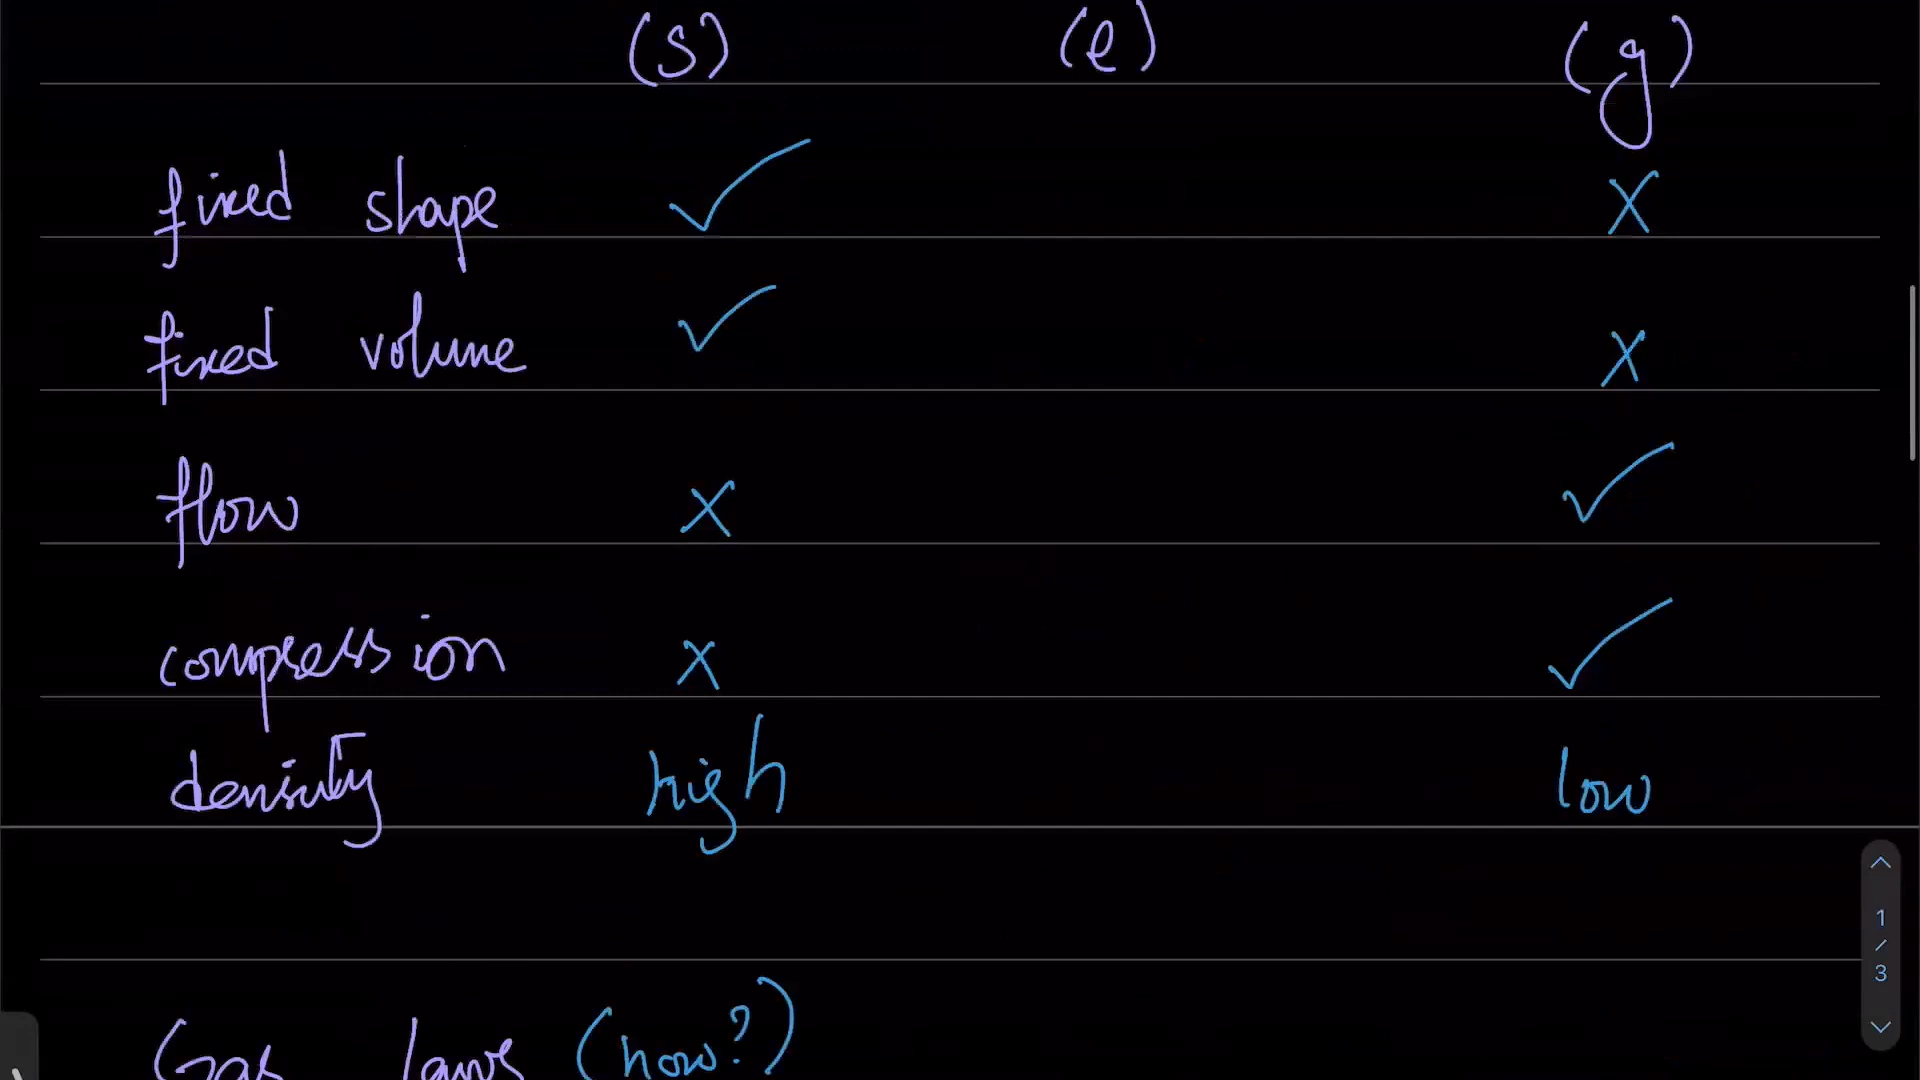 (s) (l) (g)
fixed shape ✓ X
fixed volume ✓ X
flow X ✓
compression X ✓
density high low
Gas laws (how?)
1
/
3